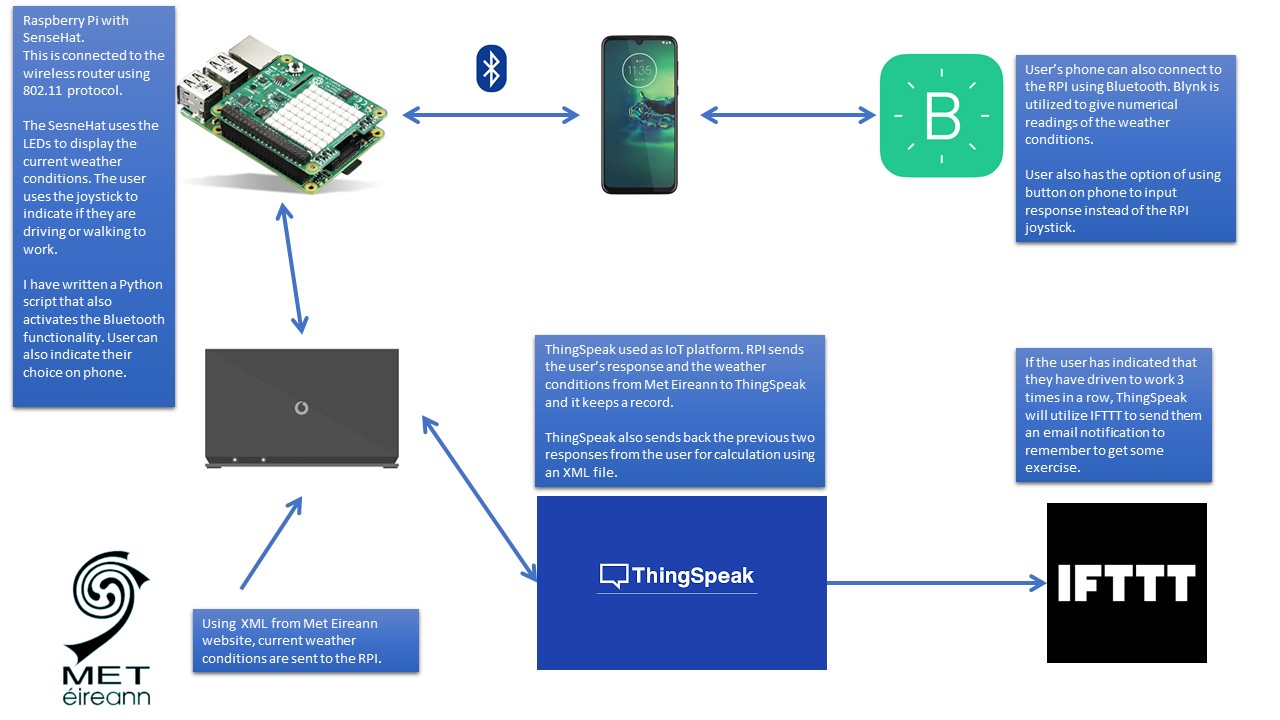 Raspberry Pi with
SenseHat.
This is connected to the
wireless router using
802.11 protocol.
The SesneHat uses the
LEDs to display the
current weather
conditions. The user
uses the joystick to
indicate if they are
driving or walking to
work.
I have written a Python
script that also
activates the Bluetooth
functionality. User can
also indicate their
choice on phone.
11:35
B
User's phone can also connect to
the RPI using Bluetooth. Blynk is
utilized to give numerical
readings of the weather
conditions.
User also has the option of using
button on phone to input
response instead of the RPI
joystick.
ThingSpeak used as IoT platform. RPI sends
the user's response and the weather
conditions from Met Eireann to ThingSpeak
and it keeps a record.
ThingSpeak also sends back the previous two
responses from the user for calculation using
an XML file.
If the user has indicated that
they have driven to work 3
times in a row, ThingSpeak
will utilize IFTTT to send them
an email notification to
remember to get some
exercise.
ThingSpeak
IFTTT
Using XML from Met Eireann
website, current weather
conditions are sent to the RPI.
MET
éireann